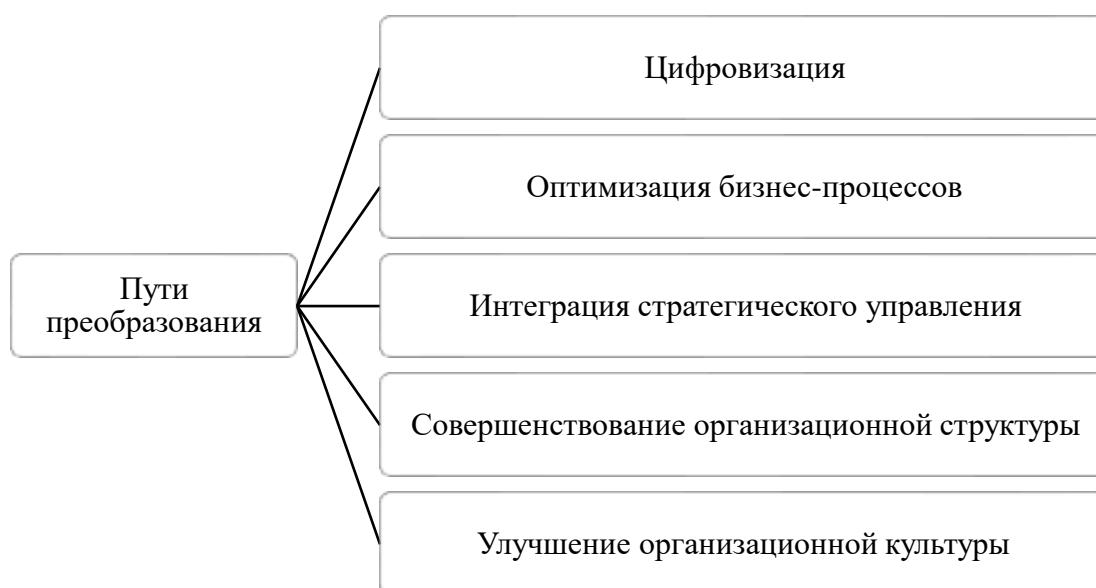 Цифровизация
Оптимизация бизнес-процессов
Пути
преобразования
Интеграция стратегического управления
Совершенствование организационной структуры
Улучшение организационной культуры